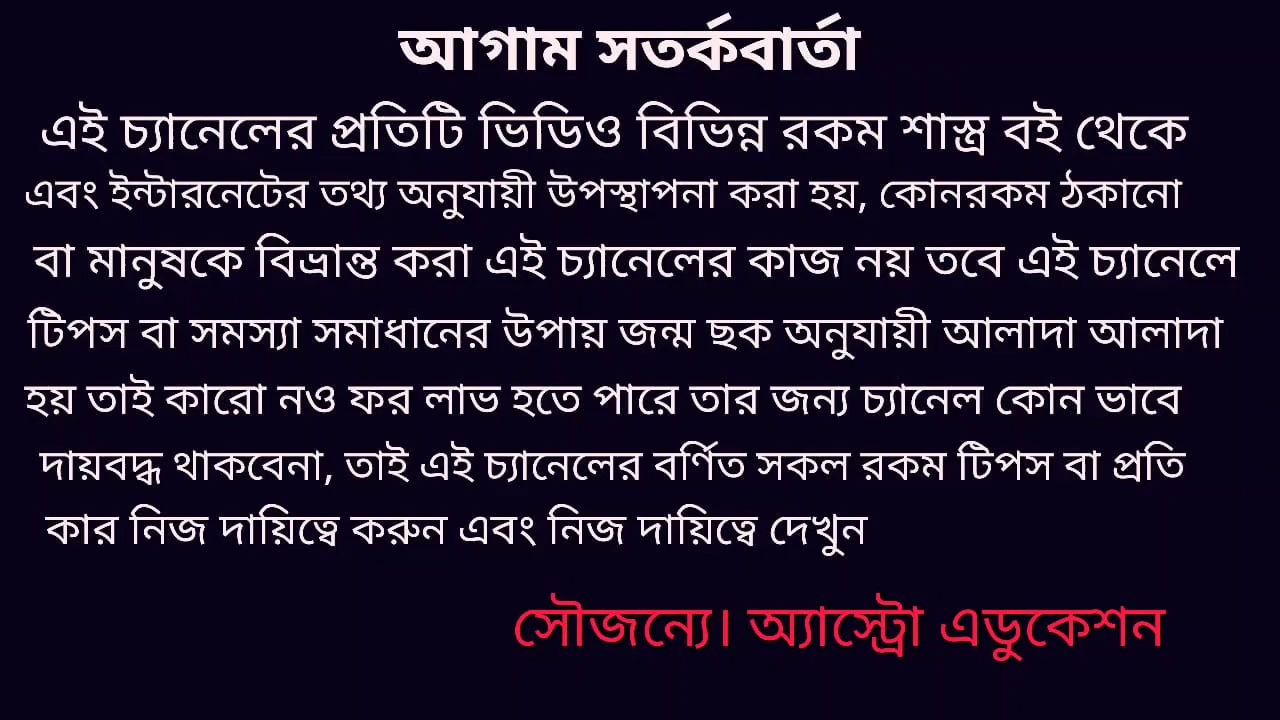 আগাম সতর্কবার্তা
এই চ্যানেলের প্রতিটি ভিডিও বিভিন্ন রকম শাস্ত্র বই থেকে
এবং ইন্টারনেটের তথ্য অনুযায়ী উপস্থাপনা করা হয়, কোনরকম ঠকানো
বা মানুষকে বিভ্রান্ত করা এই চ্যানেলের কাজ নয় তবে এই চ্যানেলে
টিপস বা সমস্যা সমাধানের উপায় জন্ম ছক অনুযায়ী আলাদা আলাদা
হয় তাই কারো নও ফর লাভ হতে পারে তার জন্য চ্যানেল কোন ভাবে
দায়বদ্ধ থাকবেনা, তাই এই চ্যানেলের বর্ণিত সকল রকম টিপস বা প্রতি
কার নিজ দায়িত্বে করুন এবং নিজ দায়িত্বে দেখুন
সৌজন্যে। অ্যাস্ট্রো এডুকেশন